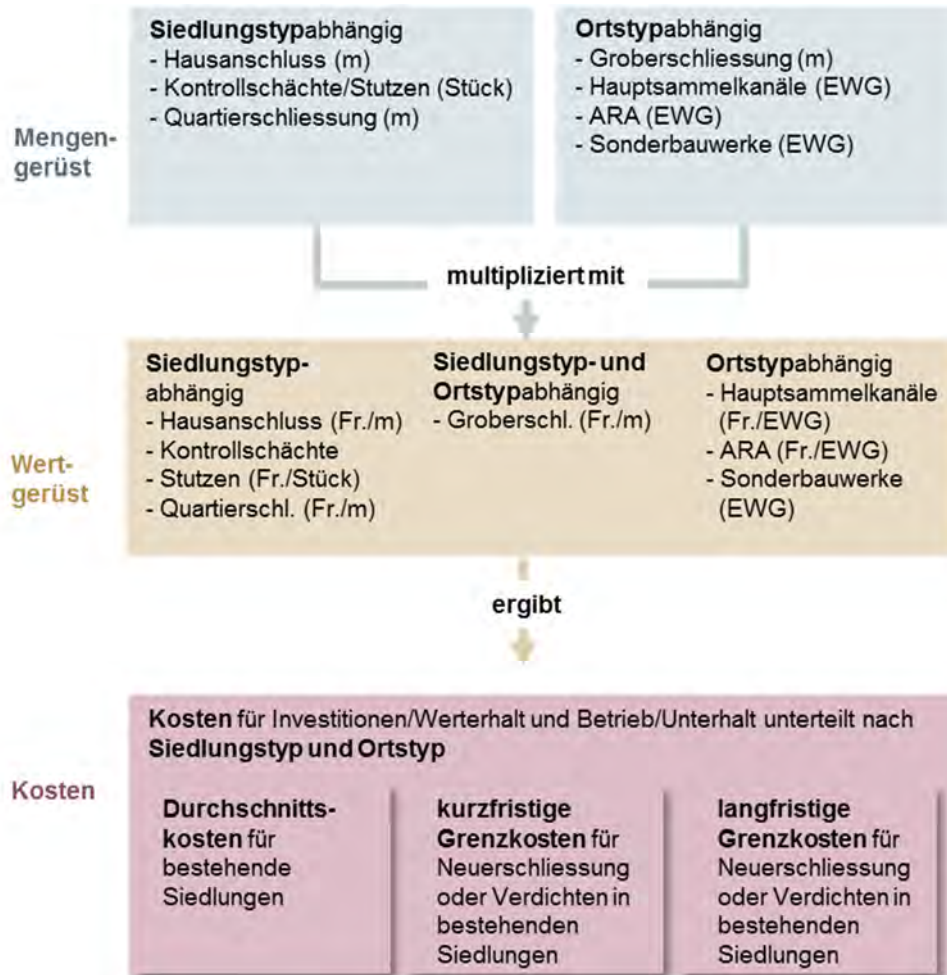 Mengen-
gerüst
Siedlungstypabhängig
- Hausanschluss (m)
- Kontrollschächte/Stutzen (Stück)
- Quartierschliessung (m)
Ortstypabhängig
- Groberschliessung (m)
- Hauptsammelkanäle (EWG)
- ARA (EWG)
- Sonderbauwerke (EWG)
multipliziert mit
Wert-
gerüst
Siedlungstyp-
abhängig
- Hausanschluss (Fr./m)
- Kontrollschächte
- Stutzen (Fr./Stück)
- Quartierschl. (Fr./m)
Siedlungstyp- und
Ortstypabhängig
- Groberschl. (Fr./m)
Ortstypabhängig
- Hauptsammelkanäle
(Fr./EWG)
- ARA (Fr./EWG)
- Sonderbauwerke
(EWG)
ergibt
Kosten
Kosten für Investitionen/Werterhalt und Betrieb/Unterhalt unterteilt nach
Siedlungstyp und Ortstyp
Durchschnitts-
kosten für
bestehende
Siedlungen
kurzfristige
Grenzkosten für
Neuerschliessung
oder Verdichten in
bestehenden
Siedlungen
langfristige
Grenzkosten für
Neuerschliessung
oder Verdichten in
bestehenden
Siedlungen